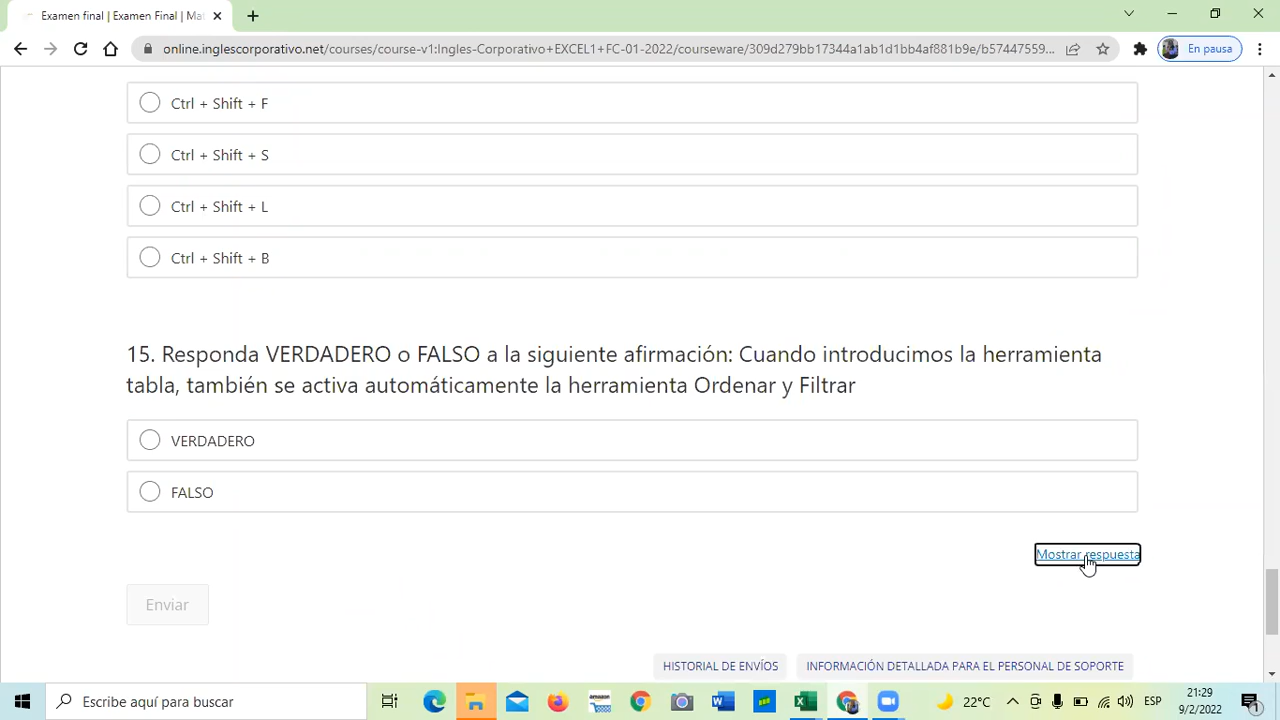 Examen final | Examen Final | Ma
online.inglescorporativo.net/courses/course-v1:Ingles-Corporativo+EXCEL1+FC-01-2022/courseware/309d279bb17344a1ab1d1bb4af881b9e/b57447559...
En pausa
Ctrl + Shift + F
Ctrl + Shift + S
Ctrl + Shift + L
Ctrl + Shift + B
15. Responda VERDADERO o FALSO a la siguiente afirmación: Cuando introducimos la herramienta
tabla, también se activa automáticamente la herramienta Ordenar y Filtrar
VERDADERO
FALSO
Mostrar respuesta
Enviar
HISTORIAL DE ENVÍOS
INFORMACIÓN DETALLADA PARA EL PERSONAL DE SOPORTE
Escribe aquí para buscar
amazon
22°C
ESP
21:29
9/2/2022
1